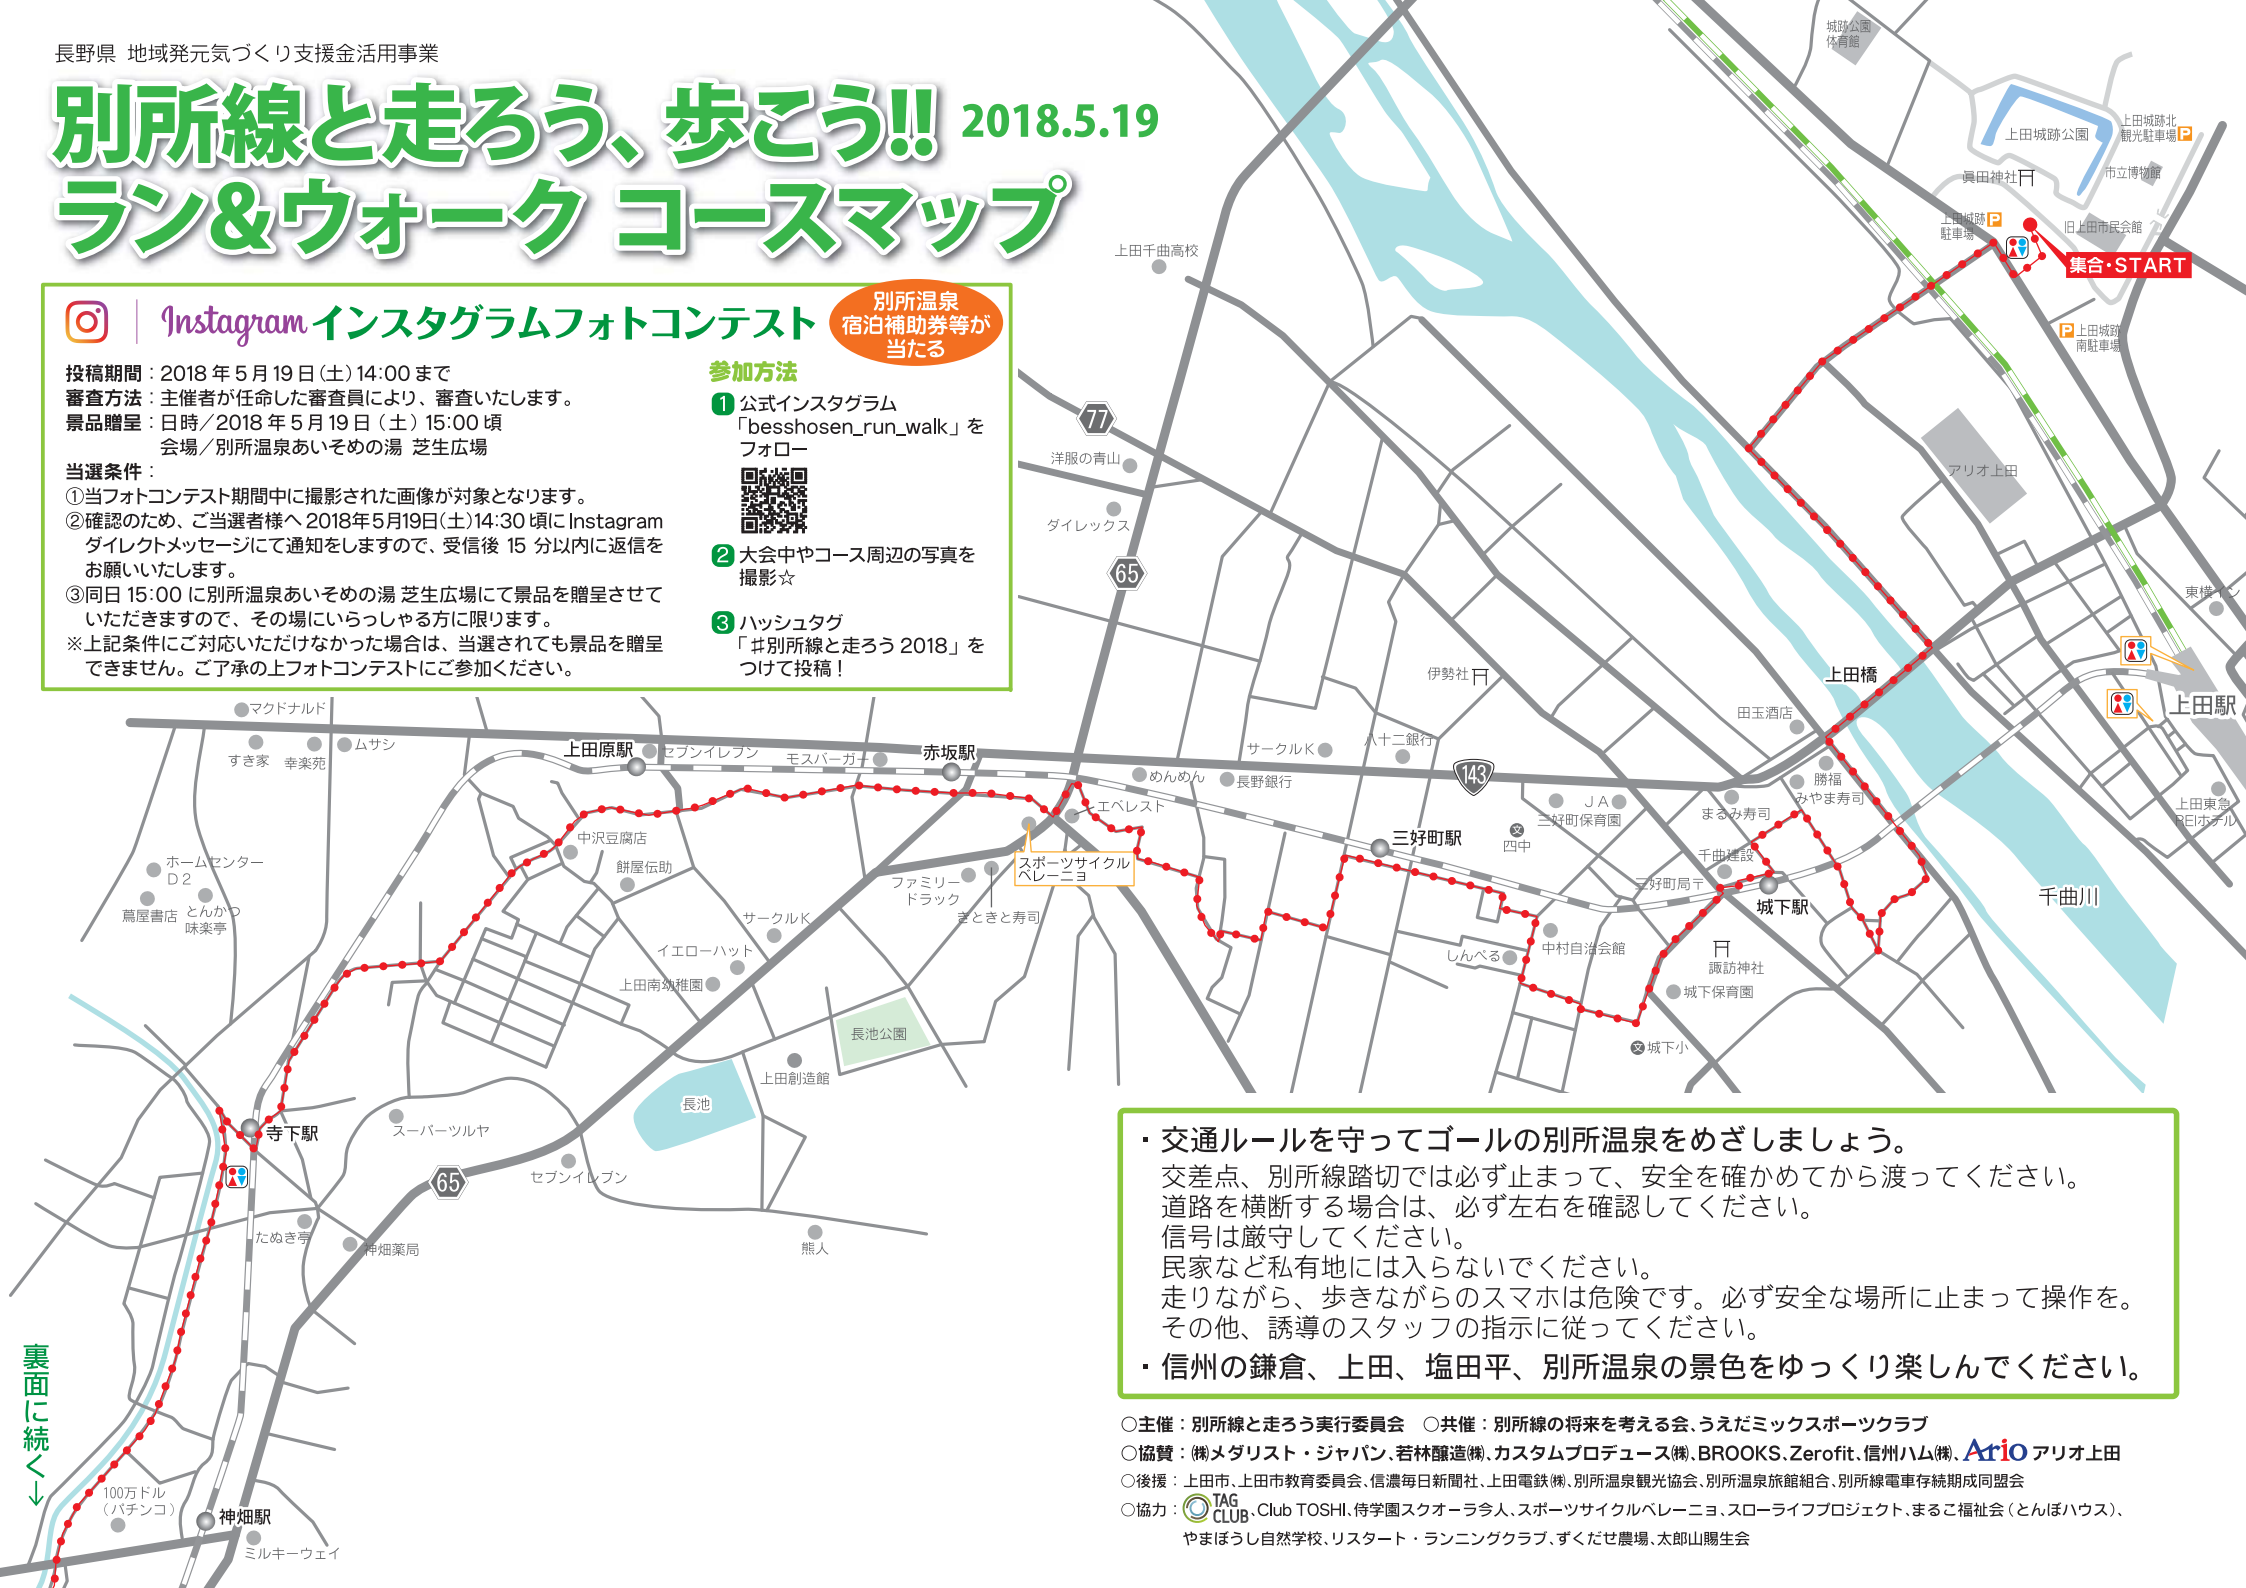 長野県 地域発元気づくり支援金活用事業
別所線と走ろう、歩こう!! 2018.5.19
ラン&ウォーク コースマップ
Instagram インスタグラムフォトコンテスト
別所温泉
宿泊補助券等が
当たる
投稿期間：2018年5月19日(土)14:00まで
審査方法：主催者が任命した審査員により、審査いたします。
景品贈呈：日時／2018年5月19日（土）15:00頃
会場／別所温泉あいそめの湯 芝生広場
当選条件：
①当フォトコンテスト期間中に撮影された画像が対象となります。
②確認のため、ご当選者様へ2018年5月19日(土)14:30頃にInstagram
ダイレクトメッセージにて通知をしますので、受信後 15 分以内に返信を
お願いいたします。
③同日 15:00 に別所温泉あいそめの湯 芝生広場にて景品を贈呈させて
いただきますので、その場にいらっしゃる方に限ります。
※上記条件にご対応いただけなかった場合は、当選されても景品を贈呈
できません。ご了承の上フォトコンテストにご参加ください。
参加方法
1 公式インスタグラム
「besshosen_run_walk」を
フォロー
2 大会中やコース周辺の写真を
撮影☆
3 ハッシュタグ
「#別所線と走ろう2018」を
つけて投稿！
城跡公園
体育館
上田城跡公園
上田城跡北
観光駐車場 P
市立博物館
眞田神社
上田城跡 P
駐車場
旧上田市民会館
集合・START
P 上田城跡
南駐車場
アリオ上田
東横イン
上田駅
上田東急
REIホテル
千曲川
上田橋
上田千曲高校
77
洋服の青山
ダイレックス
65
伊勢社
田玉酒店
八十二銀行
サークルK
143
長野銀行
めんめん
勝福
みやま寿司
まるみ寿司
JA
三好町保育園
文
四中
三好町駅
千曲建設
三好町局〒
城下駅
諏訪神社
中村自治会館
しんぺる
城下保育園
文 城下小
エベレスト
スポーツサイクル
ベレーニョ
赤坂駅
モスバーガー
セブンイレブン
上田原駅
マクドナルド
すき家
幸楽苑
ムサシ
中沢豆腐店
餅屋伝助
ファミリー
ドラック
きときと寿司
サークルK
イエローハット
上田南幼稚園
長池公園
上田創造館
長池
ホームセンター
D2
蔦屋書店
とんかつ
味楽亭
スーパーツルヤ
寺下駅
65
セブンイレブン
たぬき亭
神畑薬局
熊人
裏面に続く→
100万ドル
（パチンコ）
神畑駅
ミルキーウェイ
・交通ルールを守ってゴールの別所温泉をめざしましょう。
交差点、別所線踏切では必ず止まって、安全を確かめてから渡ってください。
道路を横断する場合は、必ず左右を確認してください。
信号は厳守してください。
民家など私有地には入らないでください。
走りながら、歩きながらのスマホは危険です。必ず安全な場所に止まって操作を。
その他、誘導のスタッフの指示に従ってください。
・信州の鎌倉、上田、塩田平、別所温泉の景色をゆっくり楽しんでください。
○主催：別所線と走ろう実行委員会 ○共催：別所線の将来を考える会、うえだミックスポーツクラブ
○協賛：㈱メダリスト・ジャパン、若林醸造㈱、カスタムプロデュース㈱、BROOKS、Zerofit、信州ハム㈱、Ario アリオ上田
○後援：上田市、上田市教育委員会、信濃毎日新聞社、上田電鉄㈱、別所温泉観光協会、別所温泉旅館組合、別所線電車存続期成同盟会
○協力：TAG CLUB、Club TOSHI、侍学園スクオーラ今人、スポーツサイクルベレーニョ、スローライフプロジェクト、まるこ福祉会（とんぼハウス）、
やまぼうし自然学校、リスタート・ランニングクラブ、ずくだせ農場、太郎山賜生会